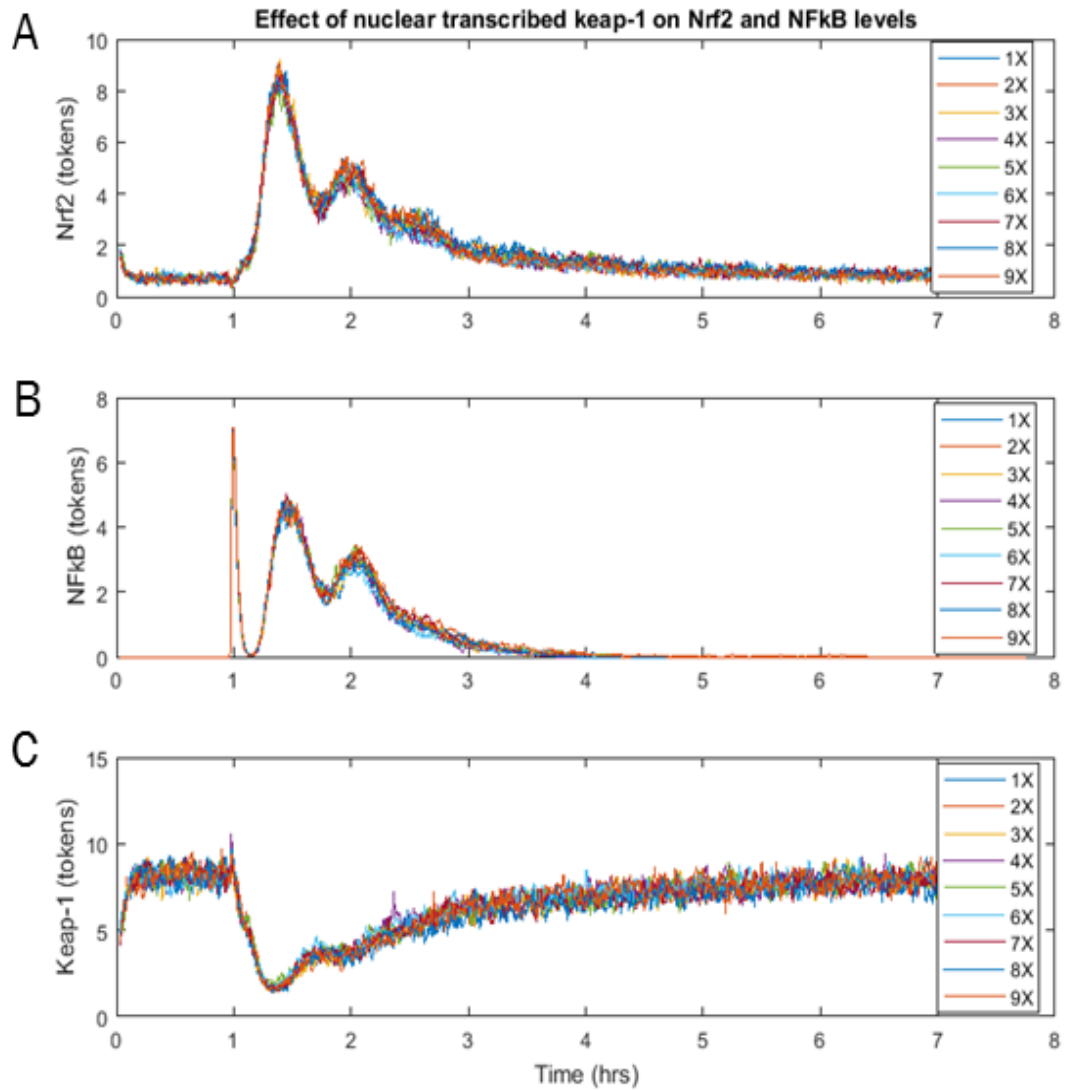 A
Effect of nuclear transcribed keap-1 on Nrf2 and NFkB levels
Nrf2 (tokens)
10
8
6
4
2
0
0 1 2 3 4 5 6 7 8
1X
2X
3X
4X
5X
6X
7X
8X
9X
B
NFkB (tokens)
8
6
4
2
0
0 1 2 3 4 5 6 7 8
1X
2X
3X
4X
5X
6X
7X
8X
9X
C
Keap-1 (tokens)
15
10
5
0
0 1 2 3 4 5 6 7 8
1X
2X
3X
4X
5X
6X
7X
8X
9X
Time (hrs)